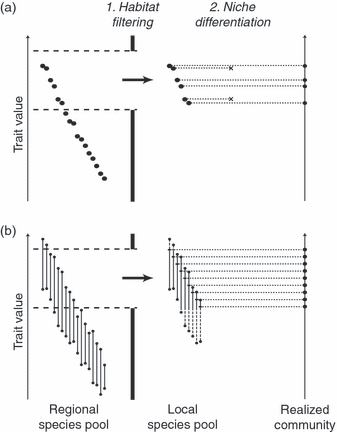 (a)
1. Habitat
filtering
2. Niche
differentiation
Trait value
(b)
Trait value
Regional
species pool
Local
species pool
Realized
community